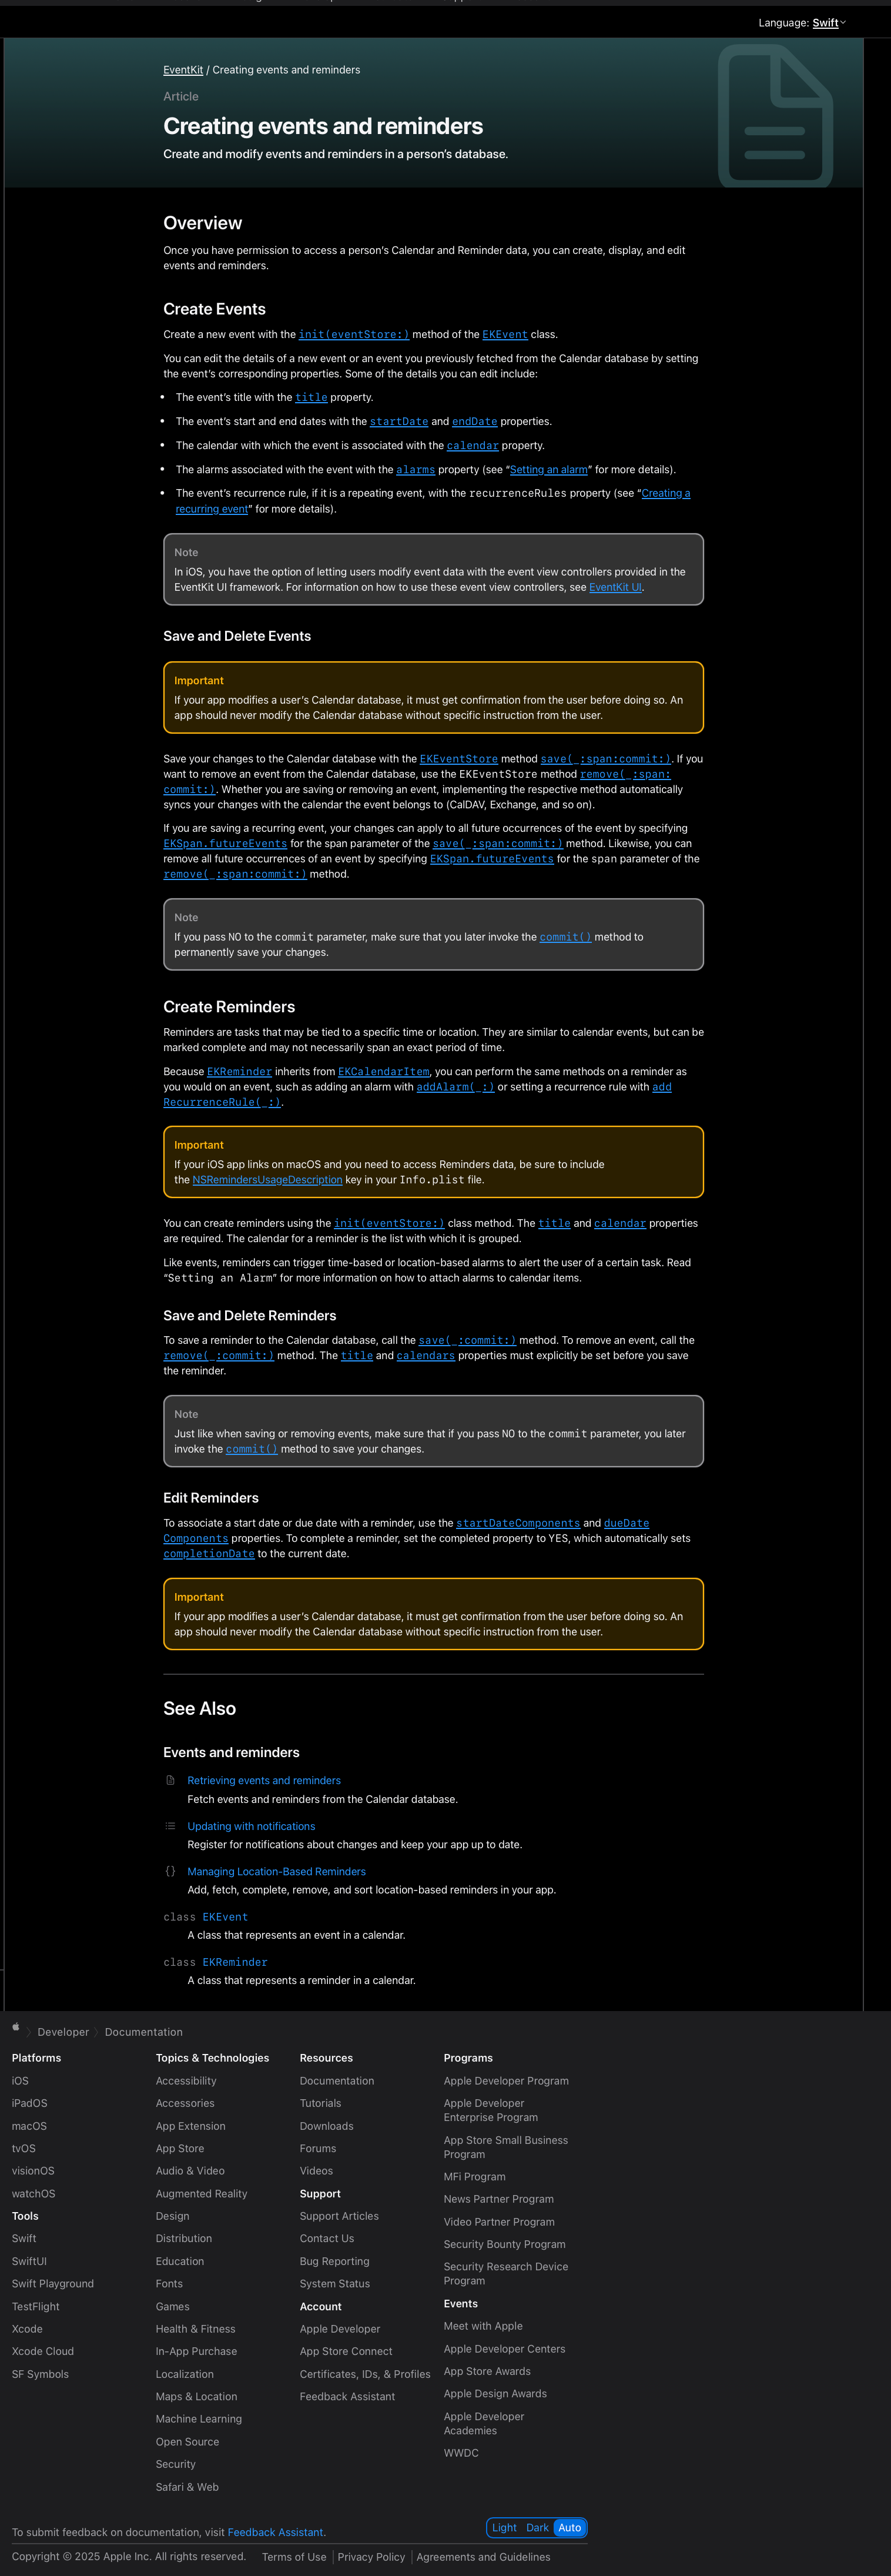 Language: Swift
EventKit / Creating events and reminders
Article
Creating events and reminders
Create and modify events and reminders in a person’s database.
Overview
Once you have permission to access a person’s Calendar and Reminder data, you can create, display, and edit
events and reminders.
Create Events
Create a new event with the init(eventStore:) method of the EKEvent class.
You can edit the details of a new event or an event you previously fetched from the Calendar database by setting
the event’s corresponding properties. Some of the details you can edit include:
• The event’s title with the title property.
• The event’s start and end dates with the startDate and endDate properties.
• The calendar with which the event is associated with the calendar property.
• The alarms associated with the event with the alarms property (see “Setting an alarm” for more details).
• The event’s recurrence rule, if it is a repeating event, with the recurrenceRules property (see “Creating a
recurring event” for more details).
Note
In iOS, you have the option of letting users modify event data with the event view controllers provided in the
EventKit UI framework. For information on how to use these event view controllers, see EventKit UI.
Save and Delete Events
Important
If your app modifies a user’s Calendar database, it must get confirmation from the user before doing so. An
app should never modify the Calendar database without specific instruction from the user.
Save your changes to the Calendar database with the EKEventStore method save(_:span:commit:). If you
want to remove an event from the Calendar database, use the EKEventStore method remove(_:span:
commit:). Whether you are saving or removing an event, implementing the respective method automatically
syncs your changes with the calendar the event belongs to (CalDAV, Exchange, and so on).
If you are saving a recurring event, your changes can apply to all future occurrences of the event by specifying
EKSpan.futureEvents for the span parameter of the save(_:span:commit:) method. Likewise, you can
remove all future occurrences of an event by specifying EKSpan.futureEvents for the span parameter of the
remove(_:span:commit:) method.
Note
If you pass NO to the commit parameter, make sure that you later invoke the commit() method to
permanently save your changes.
Create Reminders
Reminders are tasks that may be tied to a specific time or location. They are similar to calendar events, but can be
marked complete and may not necessarily span an exact period of time.
Because EKReminder inherits from EKCalendarItem, you can perform the same methods on a reminder as
you would on an event, such as adding an alarm with addAlarm(_:) or setting a recurrence rule with add
RecurrenceRule(_:).
Important
If your iOS app links on macOS and you need to access Reminders data, be sure to include
the NSRemindersUsageDescription key in your Info.plist file.
You can create reminders using the init(eventStore:) class method. The title and calendar properties
are required. The calendar for a reminder is the list with which it is grouped.
Like events, reminders can trigger time-based or location-based alarms to alert the user of a certain task. Read
“Setting an Alarm” for more information on how to attach alarms to calendar items.
Save and Delete Reminders
To save a reminder to the Calendar database, call the save(_:commit:) method. To remove an event, call the
remove(_:commit:) method. The title and calendars properties must explicitly be set before you save
the reminder.
Note
Just like when saving or removing events, make sure that if you pass NO to the commit parameter, you later
invoke the commit() method to save your changes.
Edit Reminders
To associate a start date or due date with a reminder, use the startDateComponents and dueDate
Components properties. To complete a reminder, set the completed property to YES, which automatically sets
completionDate to the current date.
Important
If your app modifies a user’s Calendar database, it must get confirmation from the user before doing so. An
app should never modify the Calendar database without specific instruction from the user.
See Also
Events and reminders
Retrieving events and reminders
Fetch events and reminders from the Calendar database.
Updating with notifications
Register for notifications about changes and keep your app up to date.
{} Managing Location-Based Reminders
Add, fetch, complete, remove, and sort location-based reminders in your app.
class EKEvent
A class that represents an event in a calendar.
class EKReminder
A class that represents a reminder in a calendar.
Developer
Documentation
Platforms
iOS
iPadOS
macOS
tvOS
visionOS
watchOS
Tools
Swift
SwiftUI
Swift Playground
TestFlight
Xcode
Xcode Cloud
SF Symbols
Topics & Technologies
Accessibility
Accessories
App Extension
App Store
Audio & Video
Augmented Reality
Design
Distribution
Education
Fonts
Games
Health & Fitness
In-App Purchase
Localization
Maps & Location
Machine Learning
Open Source
Security
Safari & Web
Resources
Documentation
Tutorials
Downloads
Forums
Videos
Support
Support Articles
Contact Us
Bug Reporting
System Status
Account
Apple Developer
App Store Connect
Certificates, IDs, & Profiles
Feedback Assistant
Programs
Apple Developer Program
Apple Developer
Enterprise Program
App Store Small Business
Program
MFi Program
News Partner Program
Video Partner Program
Security Bounty Program
Security Research Device
Program
Events
Meet with Apple
Apple Developer Centers
App Store Awards
Apple Design Awards
Apple Developer
Academies
WWDC
To submit feedback on documentation, visit Feedback Assistant.
Light Dark Auto
Copyright © 2025 Apple Inc. All rights reserved.
Terms of Use | Privacy Policy | Agreements and Guidelines